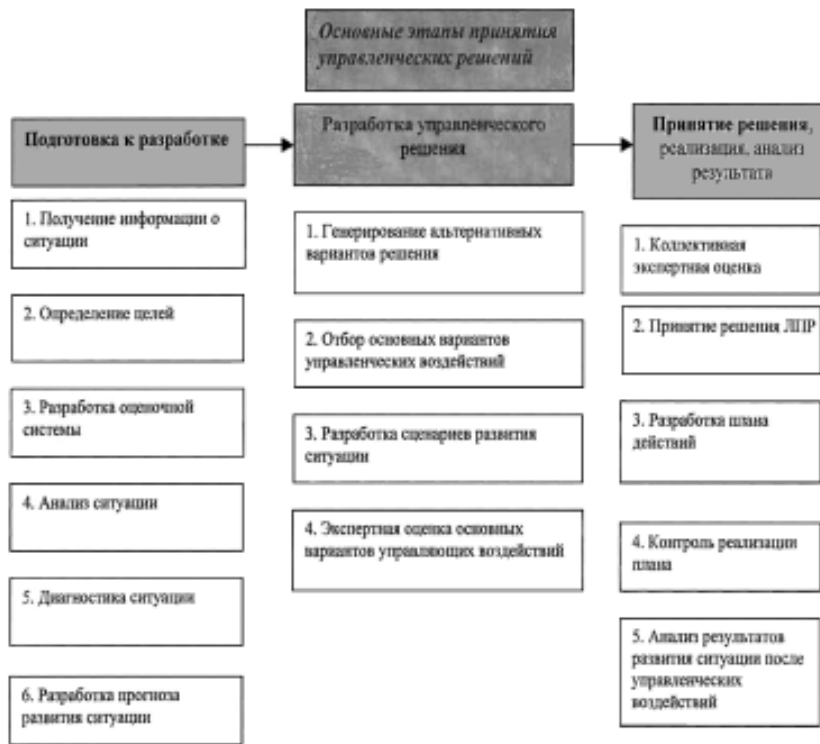 Основные этапы принятия
управленческих решений
Подготовка к разработке
1. Получение информации о
ситуации
2. Определение целей
3. Разработка оценочной
системы
4. Анализ ситуации
5. Диагностика ситуации
6. Разработка прогноза
развития ситуации
Разработка управленческого
решения
1. Генерирование альтернативных
вариантов решения
2. Отбор основных вариантов
управленческих воздействий
3. Разработка сценариев развития
ситуации
4. Экспертная оценка основных
вариантов управляющих воздействий
Принятие решения,
реализация, анализ
результата
1. Коллективная
экспертная оценка
2. Принятие решения ЛПР
3. Разработка плана
действий
4. Контроль реализации
плана
5. Анализ результатов
развития ситуации после
управленческих
воздействий